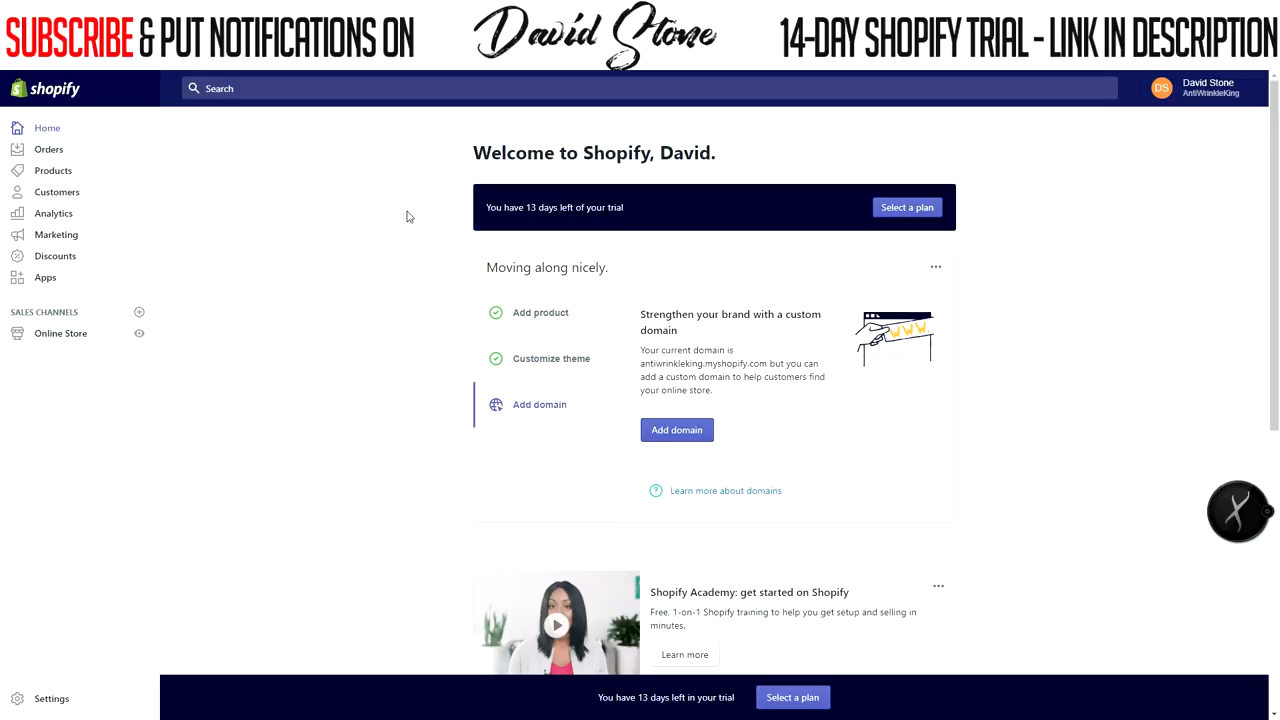 SUBSCRIBE & PUT NOTIFICATIONS ON
David Stone
14-DAY SHOPIFY TRIAL - LINK IN DESCRIPTION
shopify
Search
DS
David Stone
AntiWrinkleKing
Home
Orders
Products
Customers
Analytics
Marketing
Discounts
Apps
SALES CHANNELS
Online Store
Settings
Welcome to Shopify, David.
You have 13 days left of your trial
Select a plan
Moving along nicely.
Add product
Customize theme
Add domain
Strengthen your brand with a custom
domain
Your current domain is
antiwrinkleking.myshopify.com but you can
add a custom domain to help customers find
your online store.
Add domain
WWW.
Learn more about domains
Shopify Academy: get started on Shopify
Free, 1-on-1 Shopify training to help you get setup and selling in
minutes.
Learn more
You have 13 days left in your trial
Select a plan